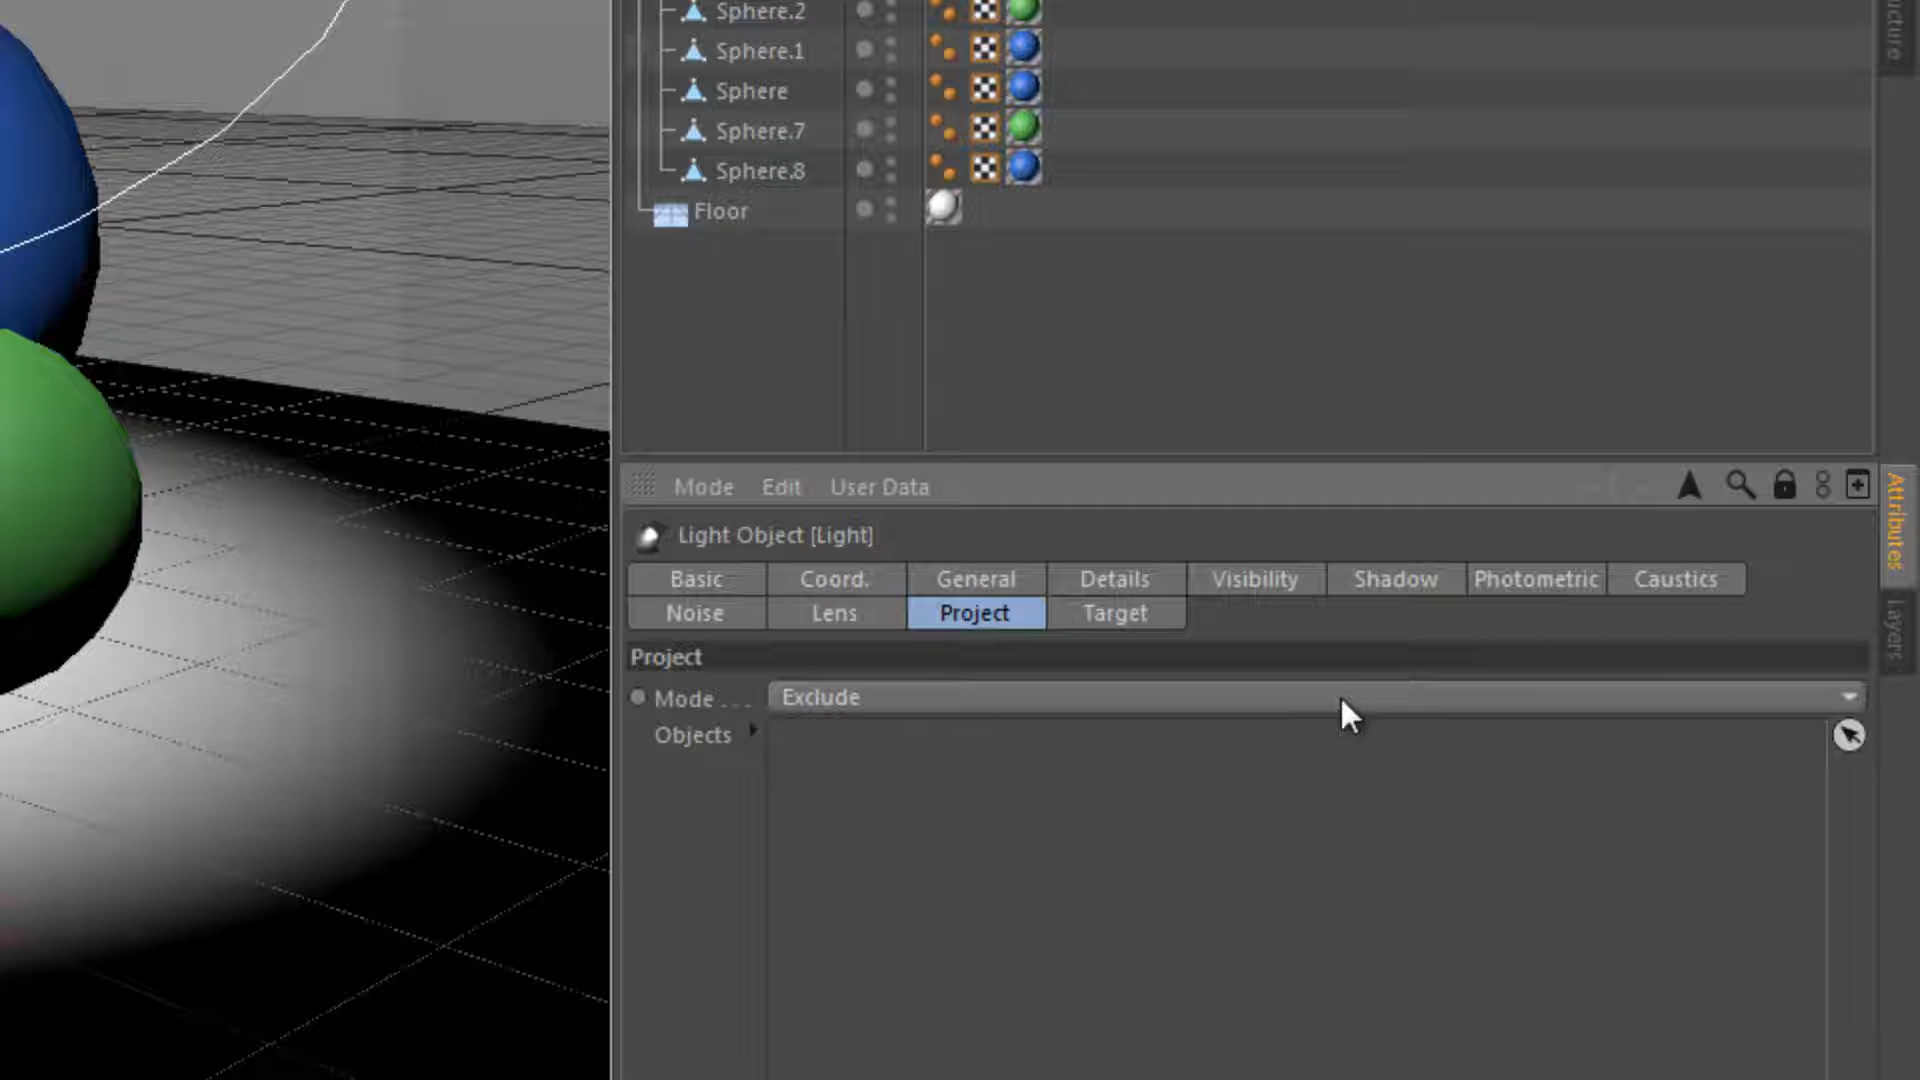 Sphere.2
Sphere.1
Sphere
Sphere.7
Sphere.8
Floor
Mode Edit User Data
Light Object [Light]
Basic Coord. General Details Visibility Shadow Photometric Caustics
Noise Lens Project Target
Project
Mode . . . Exclude
Objects
ucture
Attributes
Layers